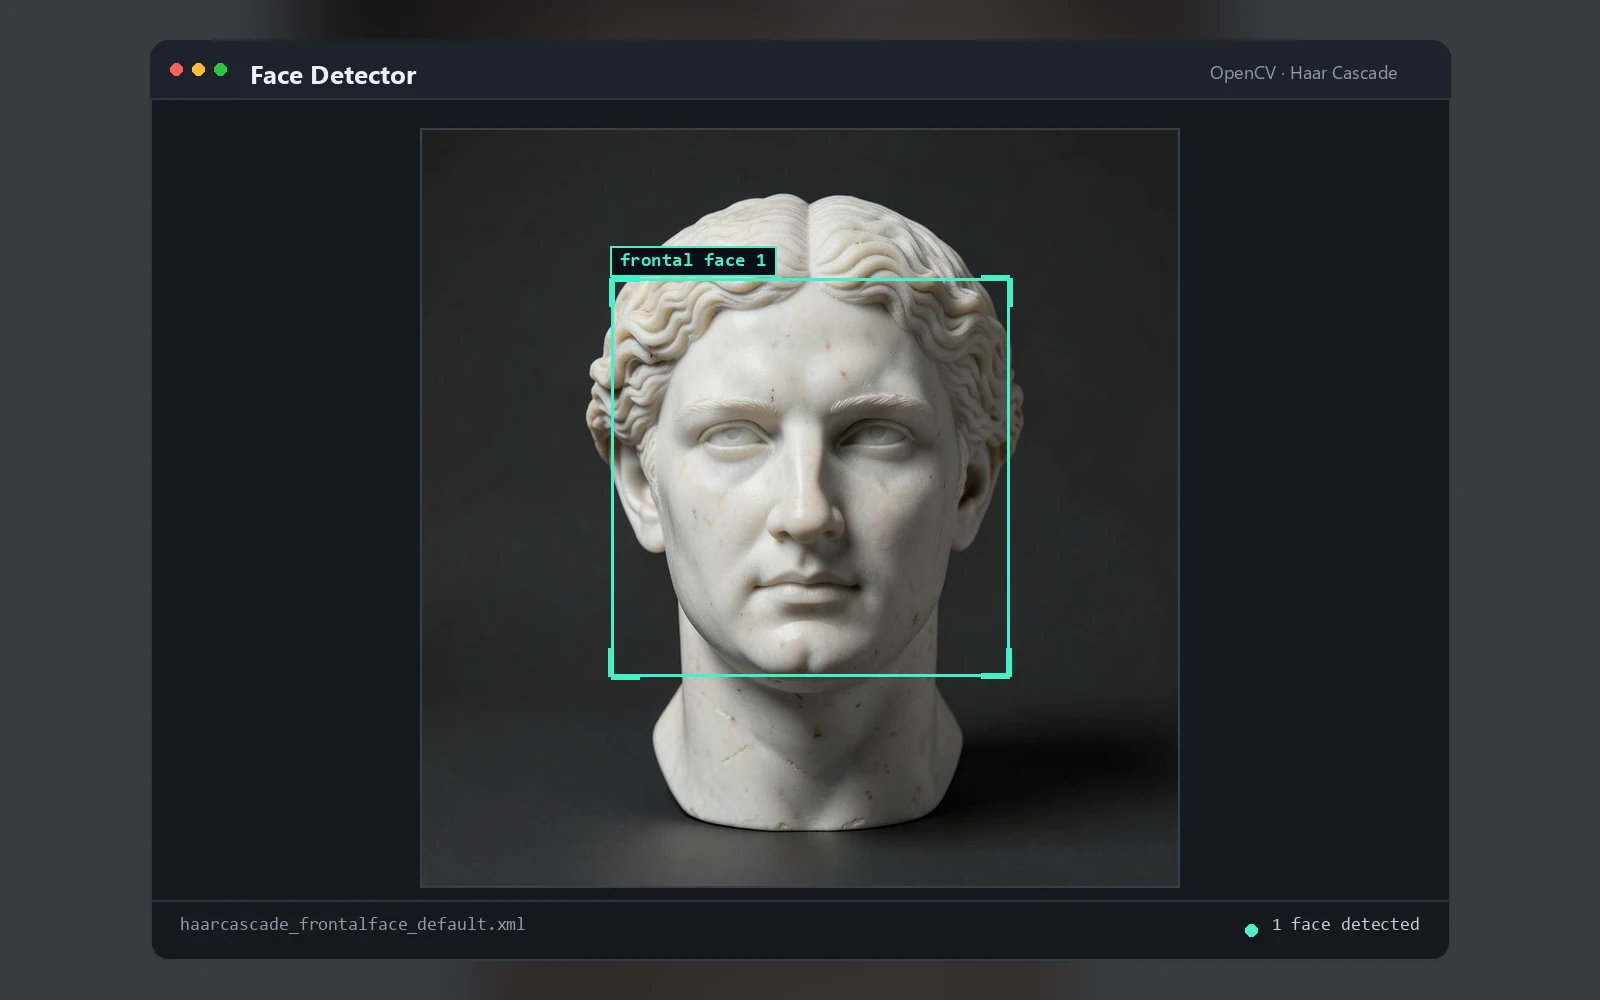 Face Detector
OpenCV · Haar Cascade
frontal face 1
haarcascade_frontalface_default.xml
1 face detected